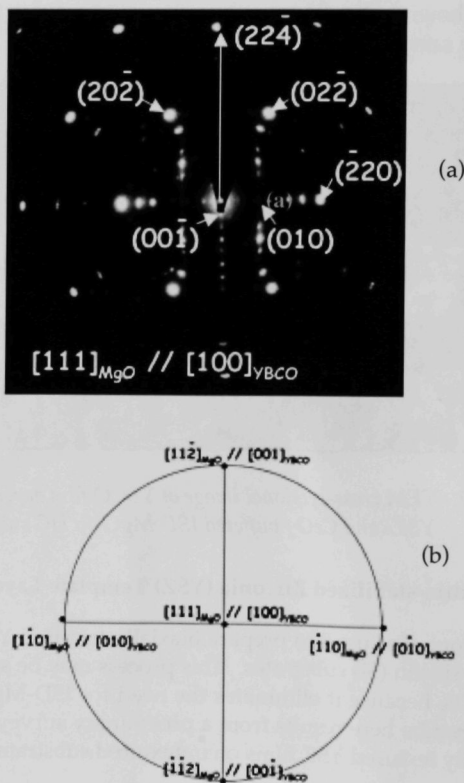 (224̄)
(202̄) (022̄)
(2̄20)
(a)
(a)
(001̄) (010)
[111]MgO // [100]YBCO
[112̄]MgO // [001]YBCO
(b)
[111]MgO // [100]YBCO
[11̄0]MgO // [010]YBCO [1̄10]MgO // [01̄0]YBCO
[1̄1̄2]MgO // [001̄]YBCO